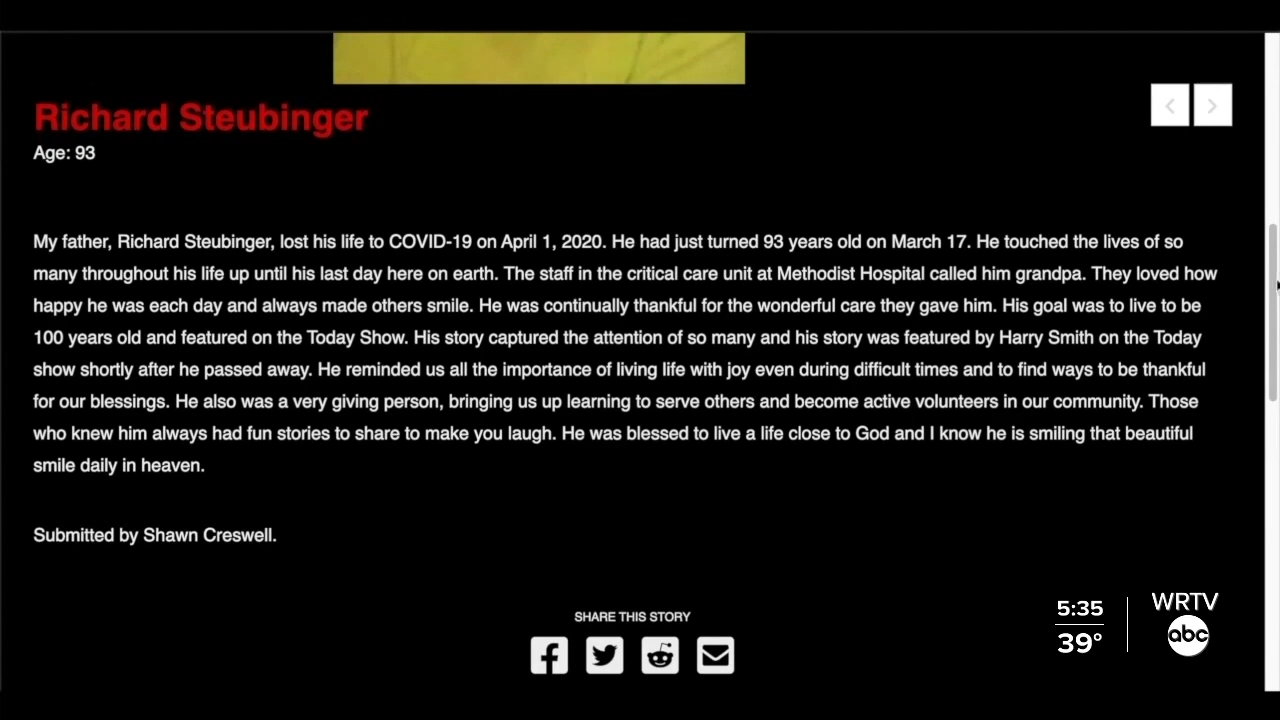 Richard Steubinger
Age: 93
My father, Richard Steubinger, lost his life to COVID-19 on April 1, 2020. He had just turned 93 years old on March 17. He touched the lives of so
many throughout his life up until his last day here on earth. The staff in the critical care unit at Methodist Hospital called him grandpa. They loved how
happy he was each day and always made others smile. He was continually thankful for the wonderful care they gave him. His goal was to live to be
100 years old and featured on the Today Show. His story captured the attention of so many and his story was featured by Harry Smith on the Today
show shortly after he passed away. He reminded us all the importance of living life with joy even during difficult times and to find ways to be thankful
for our blessings. He also was a very giving person, bringing us up learning to serve others and become active volunteers in our community. Those
who knew him always had fun stories to share to make you laugh. He was blessed to live a life close to God and I know he is smiling that beautiful
smile daily in heaven.
Submitted by Shawn Creswell.
SHARE THIS STORY
5:35
39°
WRTV
abc